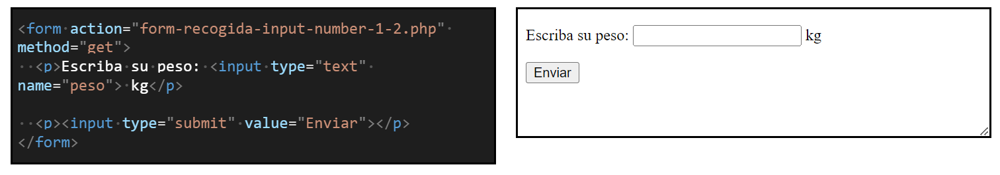 <form action="form-recogida-input-number-1-2.php"
method="get">
  <p>Escriba su peso: <input type="text"
name="peso"> kg</p>

  <p><input type="submit" value="Enviar"></p>
</form>
Escriba su peso: kg
Enviar